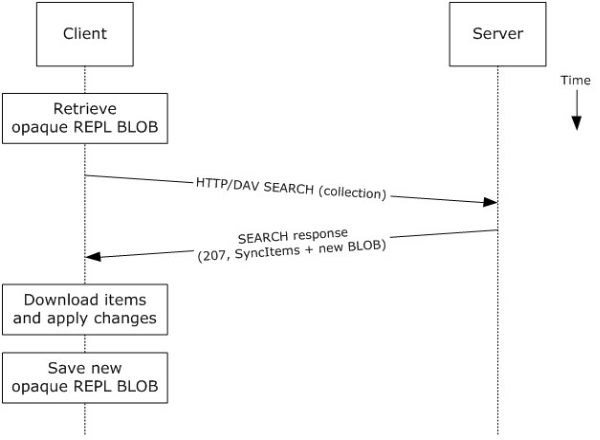 Client
Server
Time
Retrieve
opaque REPL BLOB
HTTP/DAV SEARCH (collection)
SEARCH response
(207, SyncItems + new BLOB)
Download items
and apply changes
Save new
opaque REPL BLOB